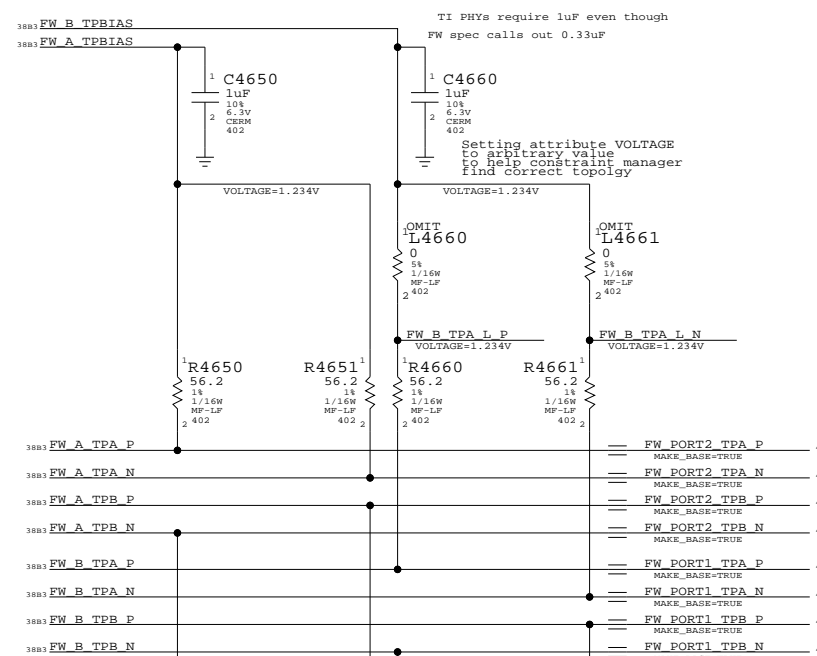 38B3 FW_B_TPBIAS
38B3 FW_A_TPBIAS
TI PHYs require 1uF even though
FW spec calls out 0.33uF
1 C4650
1uF
10%
6.3V
2 CERM
402
1 C4660
1uF
10%
6.3V
2 CERM
402
Setting attribute VOLTAGE
to arbitrary value
to help constraint manager
find correct topolgy
VOLTAGE=1.234V
VOLTAGE=1.234V
OMIT
1 L4660
0
5%
1/16W
MF-LF
2 402
OMIT
1 L4661
0
5%
1/16W
MF-LF
2 402
FW_B_TPA_L_P
VOLTAGE=1.234V
FW_B_TPA_L_N
VOLTAGE=1.234V
1 R4650
56.2
1%
1/16W
MF-LF
2 402
R4651 1
56.2
1%
1/16W
MF-LF
402 2
1 R4660
56.2
1%
1/16W
MF-LF
2 402
R4661 1
56.2
1%
1/16W
MF-LF
402 2
38B3 FW_A_TPA_P FW_PORT2_TPA_P
MAKE_BASE=TRUE
38B3 FW_A_TPA_N FW_PORT2_TPA_N
MAKE_BASE=TRUE
38B3 FW_A_TPB_P FW_PORT2_TPB_P
MAKE_BASE=TRUE
38B3 FW_A_TPB_N FW_PORT2_TPB_N
MAKE_BASE=TRUE
38B3 FW_B_TPA_P FW_PORT1_TPA_P
MAKE_BASE=TRUE
38B3 FW_B_TPA_N FW_PORT1_TPA_N
MAKE_BASE=TRUE
38B3 FW_B_TPB_P FW_PORT1_TPB_P
MAKE_BASE=TRUE
38B3 FW_B_TPB_N FW_PORT1_TPB_N